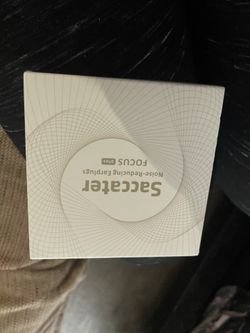 Saccater
Noise-Reducing Earplugs
FOCUS